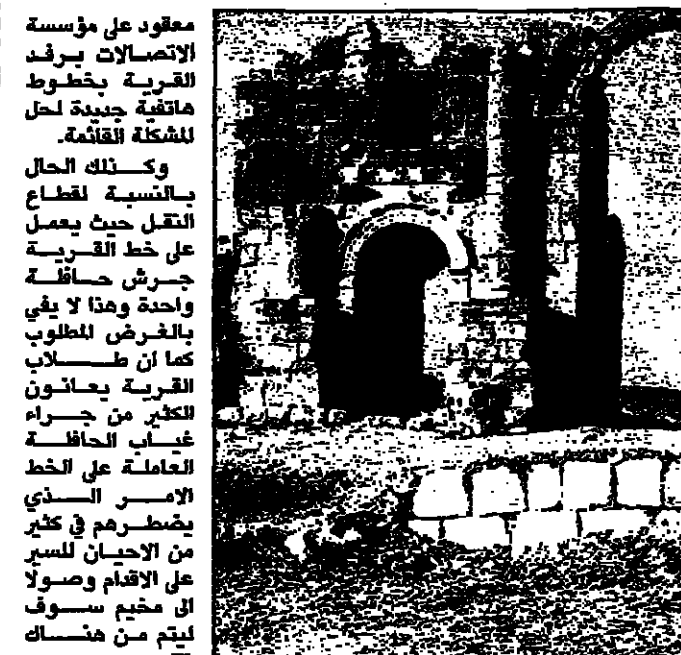 معقود على مؤسسة
الاتصالات برفد
القرية بخطوط
هاتفية جديدة لحل
المشكلة القائمة.
وكذلك الحال
بالنسبة لقطاع
النقل حيث يعمل
على خط القرية
جرش حافلة
واحدة وهذا لا يفي
بالغرض المطلوب
كما ان طلاب
القرية يعانون
الكثير من جراء
غياب الحافلة
العاملة على الخط
الامر الذي
يضطرهم في كثير
من الاحيان للسير
على الاقدام وصولا
الى مخيم سوف
ليتم من هناك